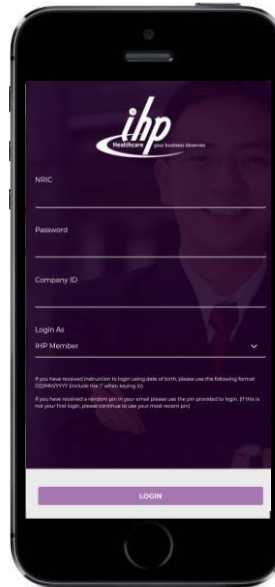 ihp
Healthcare your business deserves
NRIC
Password
Company ID
Login As
IHP Member
If you have received instruction to login using date of birth, please use the following format
DD/MM/YYYY (include the '/' when keying in)
If you have received a random pin in your email please use the pin provided to login. (If this is
not your first login, please continue to use your most recent pin)
LOGIN